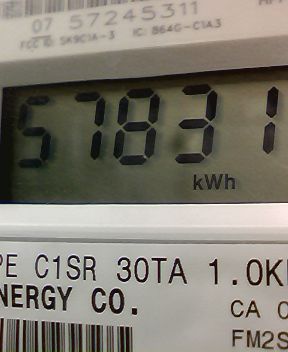 07 57245311
FCC ID: SK9C1A-3 IC: 864G-C1A3
57831
kWh
PE C1SR 30TA 1.0K
NERGY CO.
CA 0
FM2S